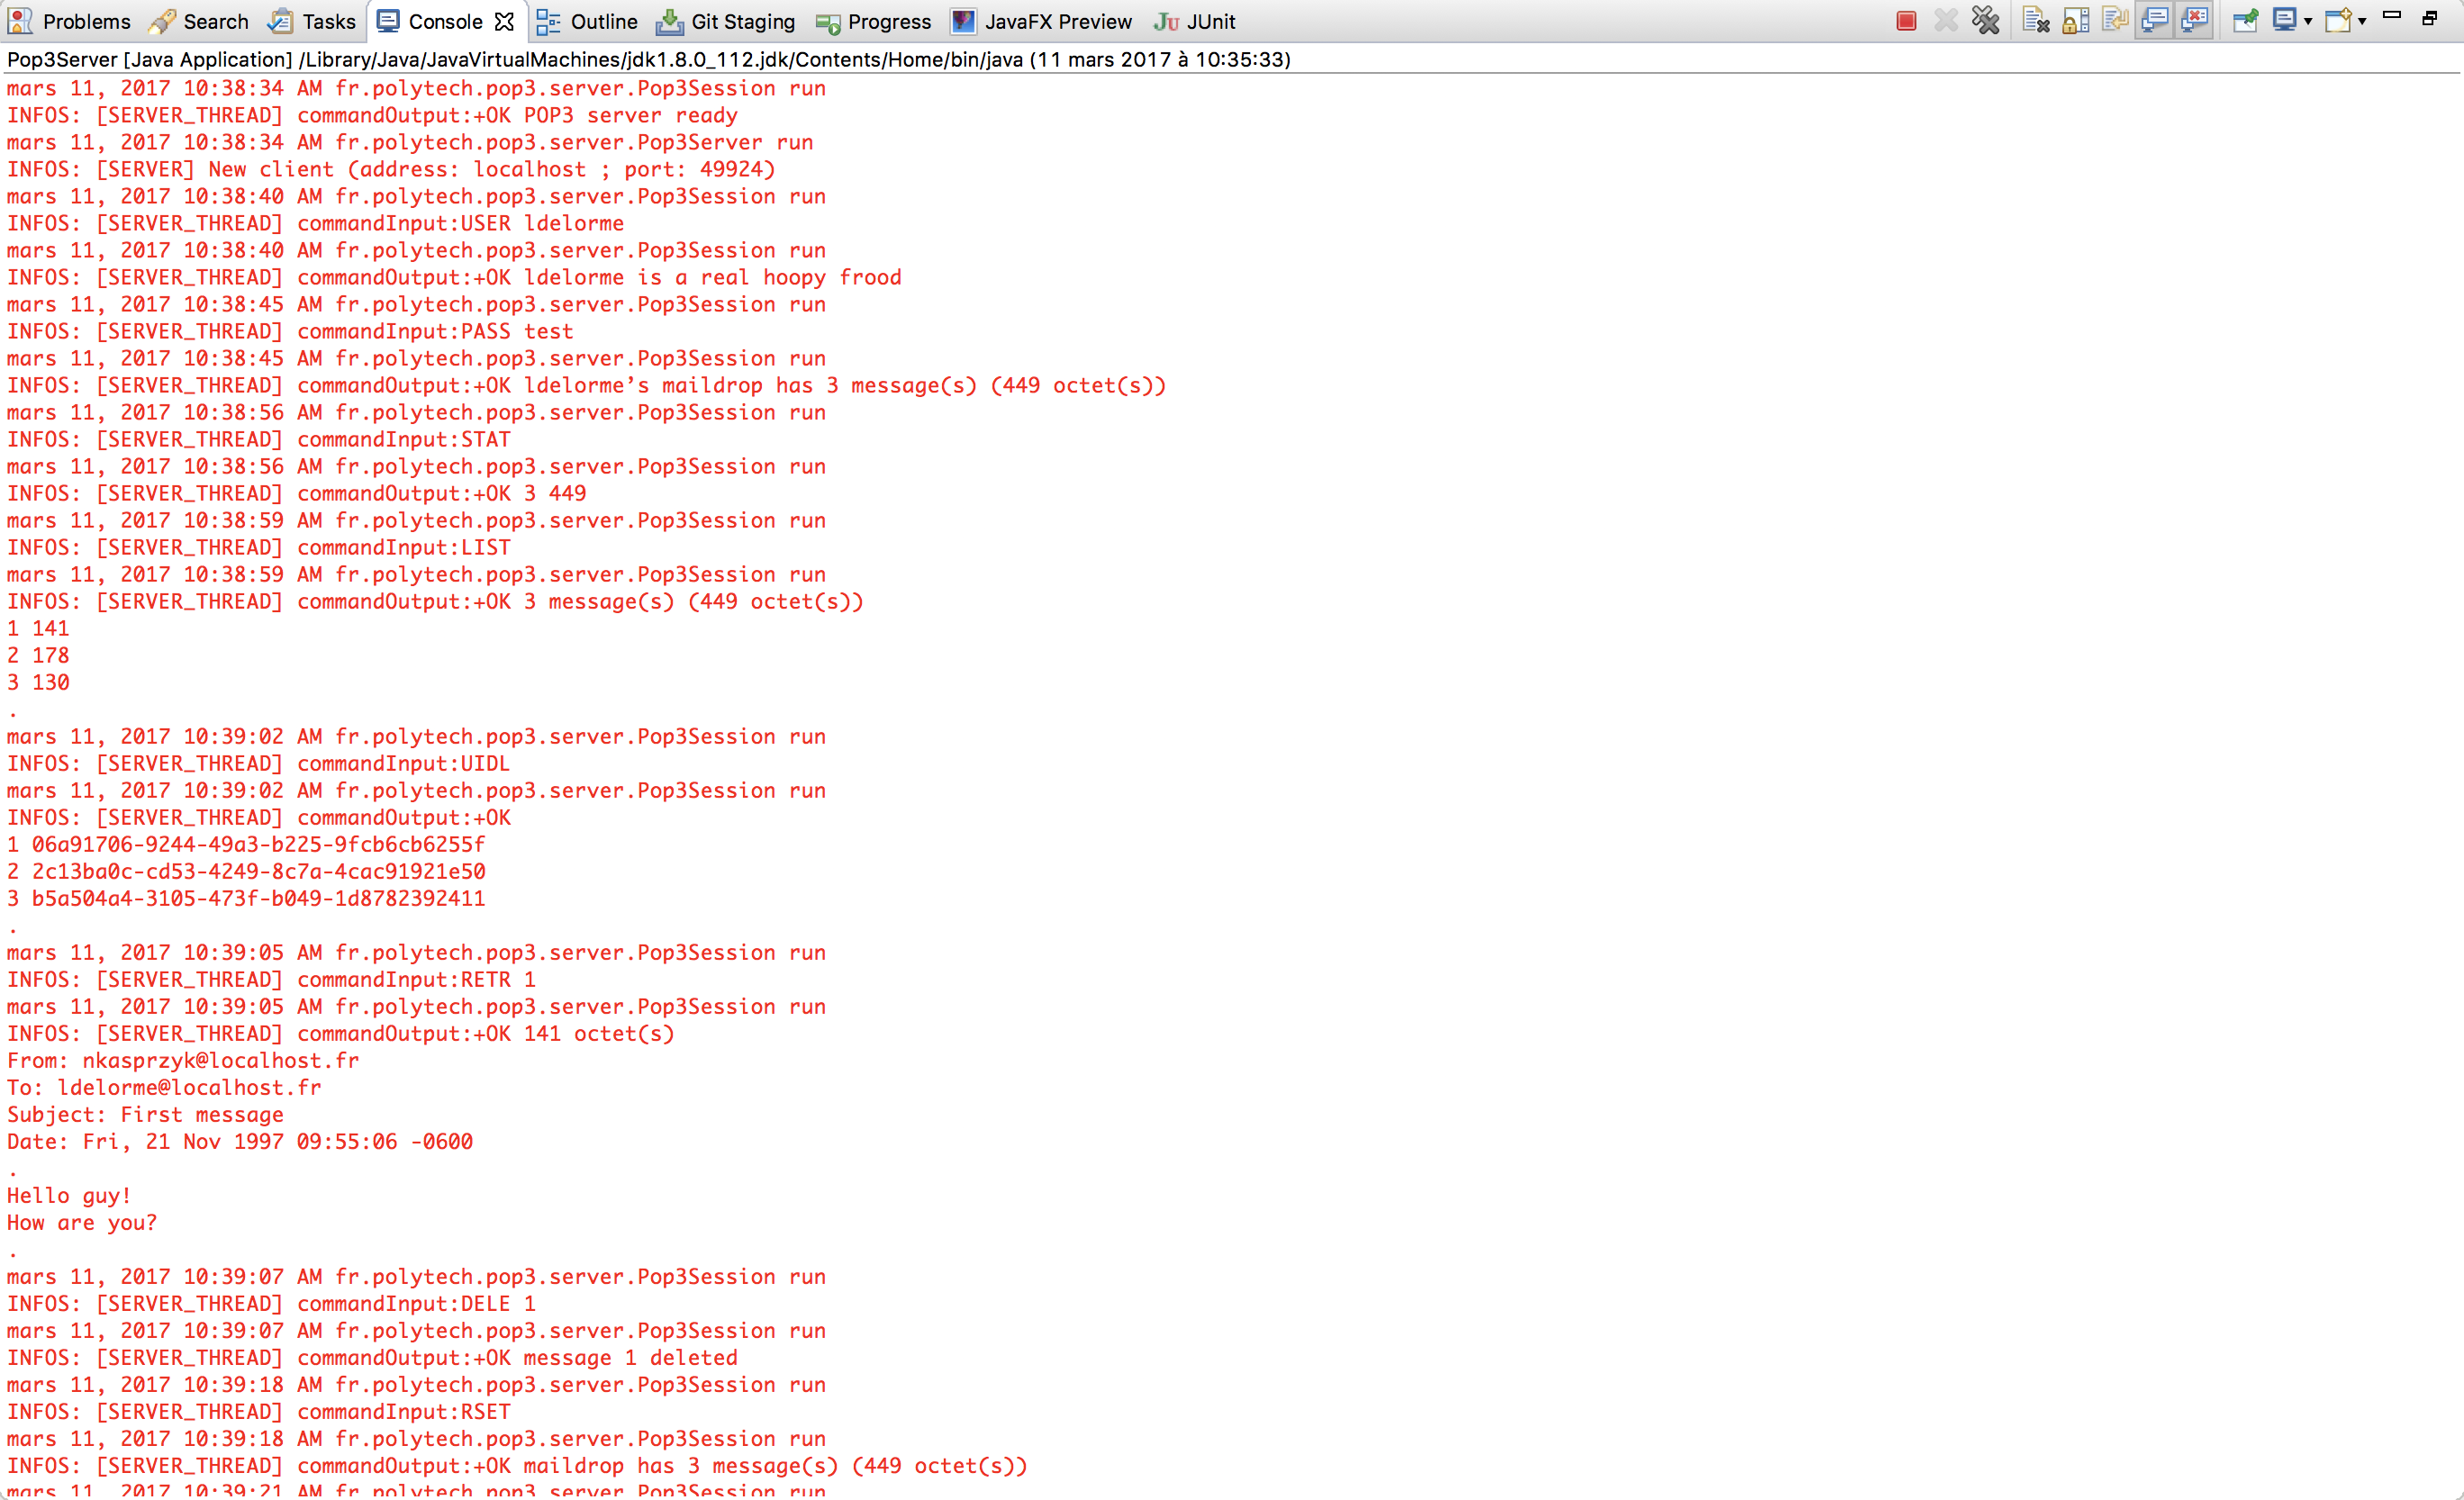 Problems Search Tasks Console Outline Git Staging Progress JavaFX Preview JUnit
Pop3Server [Java Application] /Library/Java/JavaVirtualMachines/jdk1.8.0_112.jdk/Contents/Home/bin/java (11 mars 2017 à 10:35:33)
mars 11, 2017 10:38:34 AM fr.polytech.pop3.server.Pop3Session run
INFOS: [SERVER_THREAD] commandOutput:+OK POP3 server ready
mars 11, 2017 10:38:34 AM fr.polytech.pop3.server.Pop3Server run
INFOS: [SERVER] New client (address: localhost ; port: 49924)
mars 11, 2017 10:38:40 AM fr.polytech.pop3.server.Pop3Session run
INFOS: [SERVER_THREAD] commandInput:USER ldelorme
mars 11, 2017 10:38:40 AM fr.polytech.pop3.server.Pop3Session run
INFOS: [SERVER_THREAD] commandOutput:+OK ldelorme is a real hoopy frood
mars 11, 2017 10:38:45 AM fr.polytech.pop3.server.Pop3Session run
INFOS: [SERVER_THREAD] commandInput:PASS test
mars 11, 2017 10:38:45 AM fr.polytech.pop3.server.Pop3Session run
INFOS: [SERVER_THREAD] commandOutput:+OK ldelorme’s maildrop has 3 message(s) (449 octet(s))
mars 11, 2017 10:38:56 AM fr.polytech.pop3.server.Pop3Session run
INFOS: [SERVER_THREAD] commandInput:STAT
mars 11, 2017 10:38:56 AM fr.polytech.pop3.server.Pop3Session run
INFOS: [SERVER_THREAD] commandOutput:+OK 3 449
mars 11, 2017 10:38:59 AM fr.polytech.pop3.server.Pop3Session run
INFOS: [SERVER_THREAD] commandInput:LIST
mars 11, 2017 10:38:59 AM fr.polytech.pop3.server.Pop3Session run
INFOS: [SERVER_THREAD] commandOutput:+OK 3 message(s) (449 octet(s))
1 141
2 178
3 130
.
mars 11, 2017 10:39:02 AM fr.polytech.pop3.server.Pop3Session run
INFOS: [SERVER_THREAD] commandInput:UIDL
mars 11, 2017 10:39:02 AM fr.polytech.pop3.server.Pop3Session run
INFOS: [SERVER_THREAD] commandOutput:+OK
1 06a91706-9244-49a3-b225-9fcb6cb6255f
2 2c13ba0c-cd53-4249-8c7a-4cac91921e50
3 b5a504a4-3105-473f-b049-1d8782392411
.
mars 11, 2017 10:39:05 AM fr.polytech.pop3.server.Pop3Session run
INFOS: [SERVER_THREAD] commandInput:RETR 1
mars 11, 2017 10:39:05 AM fr.polytech.pop3.server.Pop3Session run
INFOS: [SERVER_THREAD] commandOutput:+OK 141 octet(s)
From: nkasprzyk@localhost.fr
To: ldelorme@localhost.fr
Subject: First message
Date: Fri, 21 Nov 1997 09:55:06 -0600
.
Hello guy!
How are you?
.
mars 11, 2017 10:39:07 AM fr.polytech.pop3.server.Pop3Session run
INFOS: [SERVER_THREAD] commandInput:DELE 1
mars 11, 2017 10:39:07 AM fr.polytech.pop3.server.Pop3Session run
INFOS: [SERVER_THREAD] commandOutput:+OK message 1 deleted
mars 11, 2017 10:39:18 AM fr.polytech.pop3.server.Pop3Session run
INFOS: [SERVER_THREAD] commandInput:RSET
mars 11, 2017 10:39:18 AM fr.polytech.pop3.server.Pop3Session run
INFOS: [SERVER_THREAD] commandOutput:+OK maildrop has 3 message(s) (449 octet(s))
mars 11, 2017 10:39:21 AM fr.polytech.pop3.server.Pop3Session run